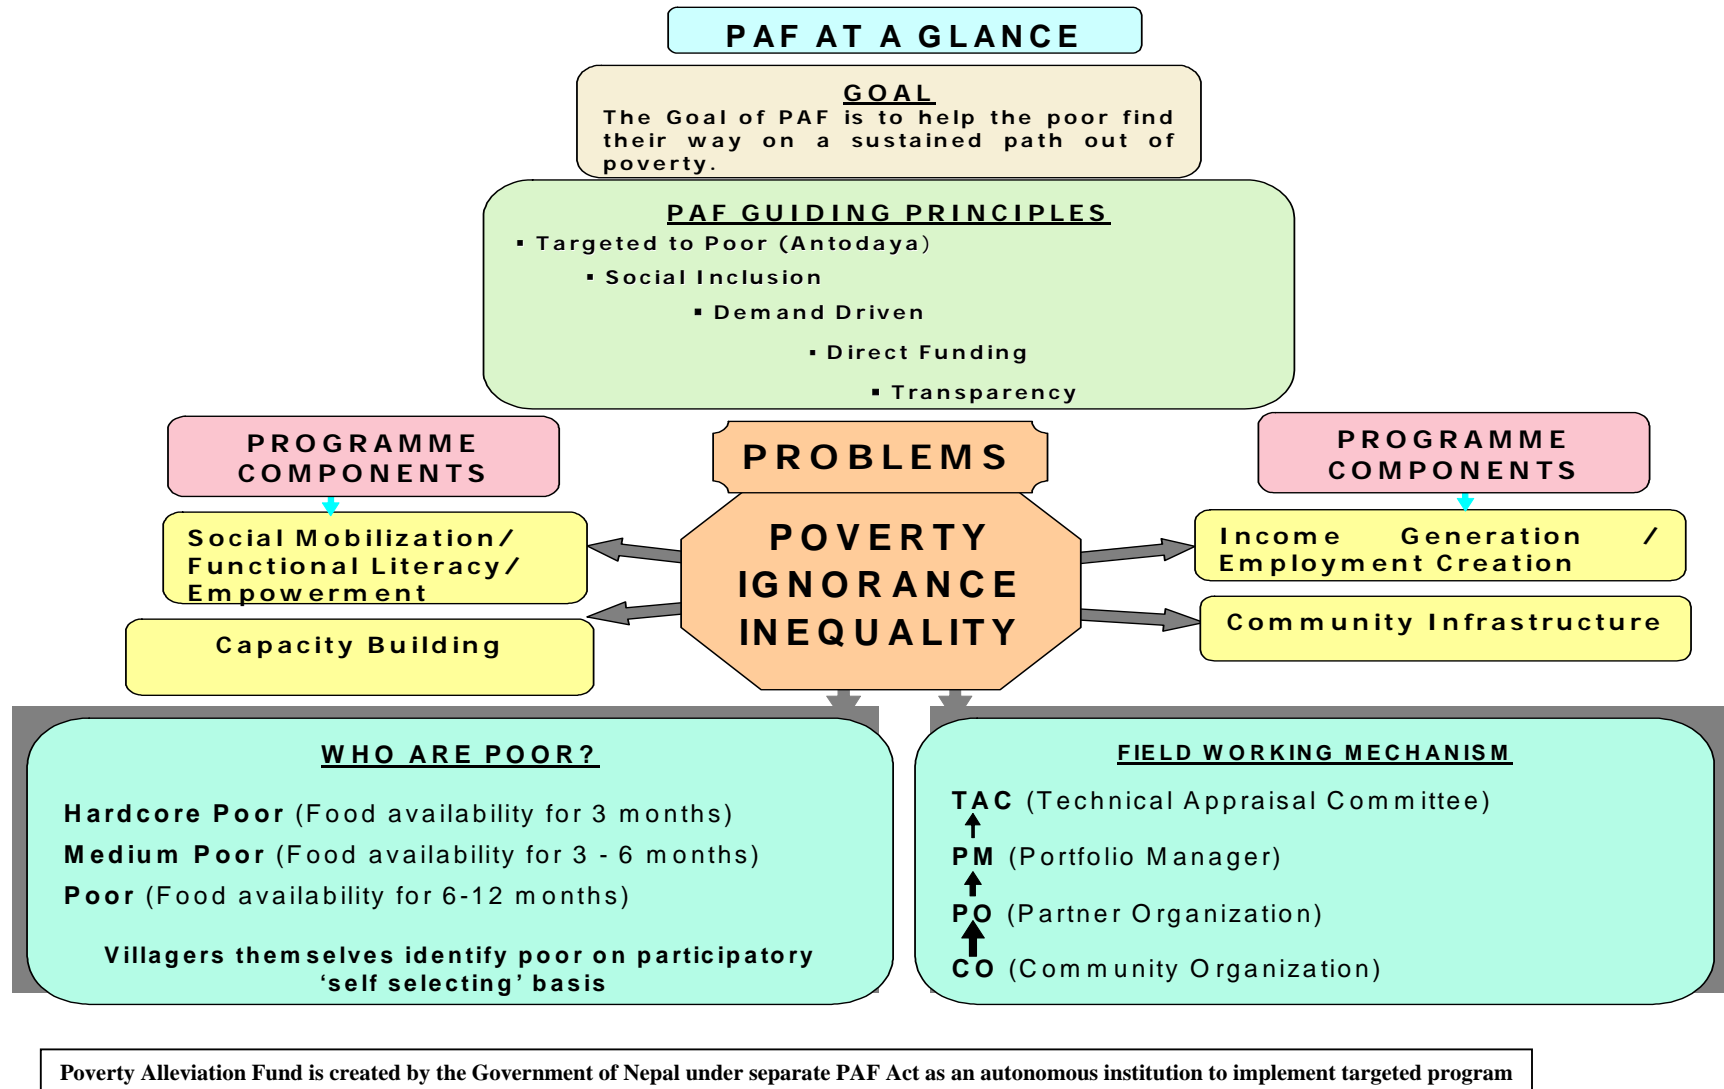 PAF AT A GLANCE
GOAL
The Goal of PAF is to help the poor find
their way on a sustained path out of
poverty.
PAF GUIDING PRINCIPLES
▪ Targeted to Poor (Antodaya)
▪ Social Inclusion
▪ Demand Driven
▪ Direct Funding
▪ Transparency
PROGRAMME
COMPONENTS
Social Mobilization/
Functional Literacy/
Empowerment
Capacity Building
PROBLEMS
POVERTY
IGNORANCE
INEQUALITY
PROGRAMME
COMPONENTS
Income Generation /
Employment Creation
Community Infrastructure
WHO ARE POOR?
Hardcore Poor (Food availability for 3 months)
Medium Poor (Food availability for 3 - 6 months)
Poor (Food availability for 6-12 months)
Villagers themselves identify poor on participatory
‘self selecting’ basis
FIELD WORKING MECHANISM
TAC (Technical Appraisal Committee)
PM (Portfolio Manager)
PO (Partner Organization)
CO (Community Organization)
Poverty Alleviation Fund is created by the Government of Nepal under separate PAF Act as an autonomous institution to implement targeted program